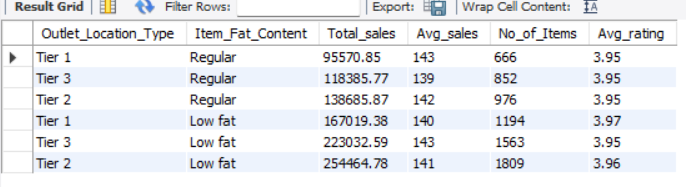 Result Grid Filter Rows: Export: Wrap Cell Content: IA
Outlet_Location_Type Item_Fat_Content Total_sales Avg_sales No_of_Items Avg_rating
Tier 1 Regular 95570.85 143 666 3.95
Tier 3 Regular 118385.77 139 852 3.95
Tier 2 Regular 138685.87 142 976 3.95
Tier 1 Low fat 167019.38 140 1194 3.97
Tier 3 Low fat 223032.59 143 1563 3.95
Tier 2 Low fat 254464.78 141 1809 3.96